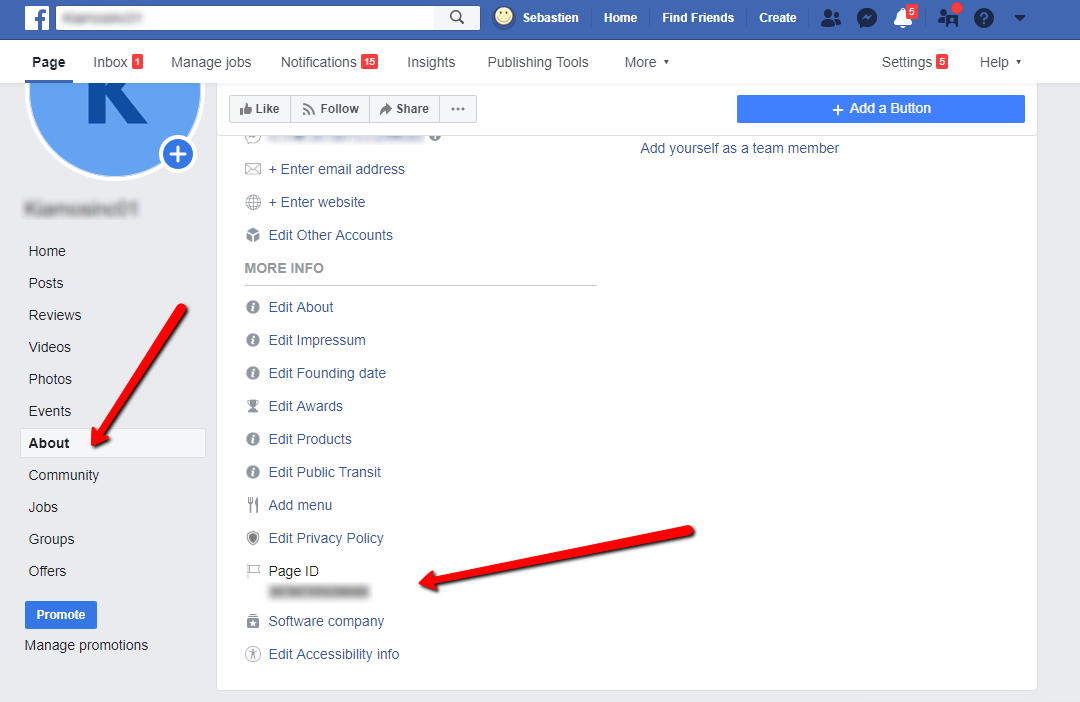 Sebastien Home Find Friends Create 5
Page Inbox 1 Manage jobs Notifications 15 Insights Publishing Tools More Settings 5 Help
K
Like Follow Share Add a Button
Add yourself as a team member
+ Enter email address
+ Enter website
Edit Other Accounts
MORE INFO
Edit About
Edit Impressum
Edit Founding date
Edit Awards
Edit Products
Edit Public Transit
Add menu
Edit Privacy Policy
Page ID
Software company
Edit Accessibility info
Home
Posts
Reviews
Videos
Photos
Events
About
Community
Jobs
Groups
Offers
Promote
Manage promotions